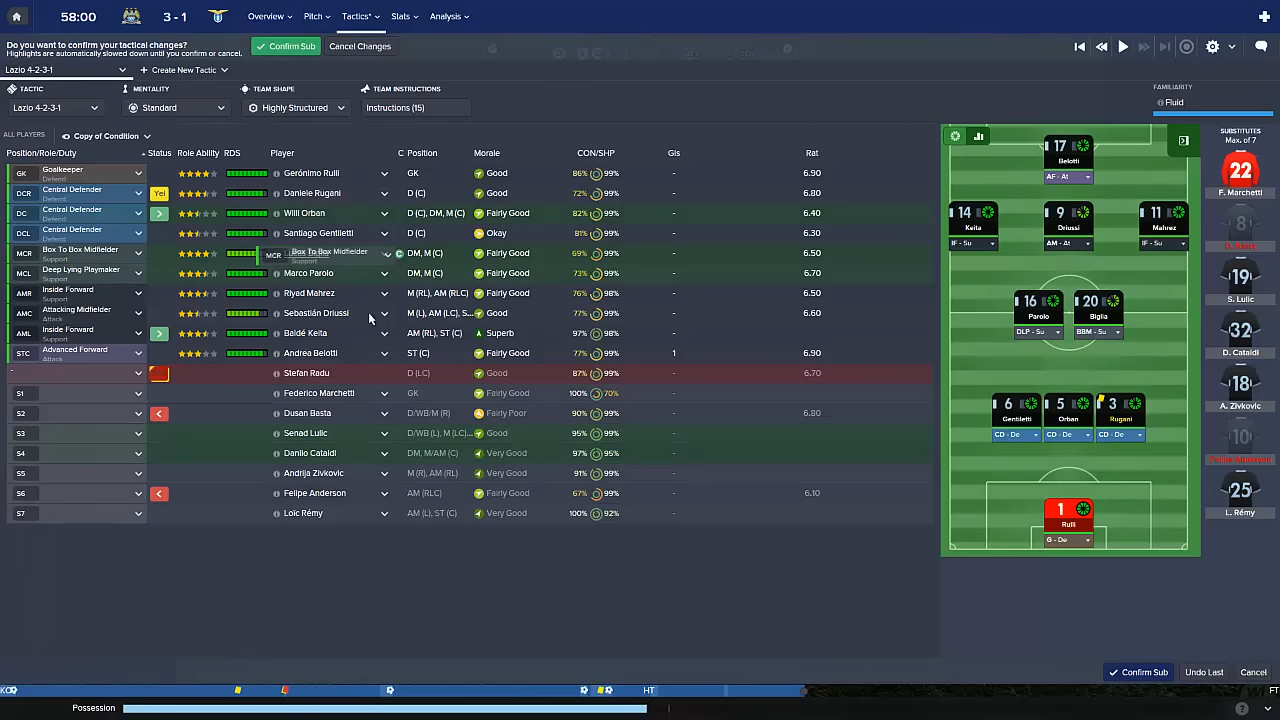 58:00 3 - 1 Overview Pitch Tactics* Stats Analysis
Do you want to confirm your tactical changes?
Highlights are automatically slowed down until you confirm or cancel.
Confirm Sub Cancel Changes
Lazio 4-2-3-1 + Create New Tactic
TACTIC MENTALITY TEAM SHAPE TEAM INSTRUCTIONS FAMILIARITY
Lazio 4-2-3-1 Standard Highly Structured Instructions (15) Fluid
ALL PLAYERS Copy of Condition
Position/Role/Duty Status Role Ability RDS Player C Position Morale CON/SHP Gls Rat
GK Goalkeeper Defend Gerónimo Rulli GK Good 86% 99% - 6.90
DCR Central Defender Defend Yel Daniele Rugani D (C) Good 72% 99% - 6.80
DC Central Defender Defend Willi Orban D (C), DM, M (C) Fairly Good 82% 99% - 6.40
DCL Central Defender Defend Santiago Gentiletti D (C) Okay 81% 99% - 6.30
MCR Box To Box Midfielder Support MCR Box To Box Midfielder Support C DM, M (C) Fairly Good 69% 99% - 6.50
MCL Deep Lying Playmaker Support Marco Parolo DM, M (C) Fairly Good 73% 99% - 6.70
AMR Inside Forward Support Riyad Mahrez M (RL), AM (RLC) Fairly Good 76% 98% - 6.50
AMC Attacking Midfielder Support Sebastián Driussi M (L), AM (LC), S... Good 77% 99% - 6.60
AML Inside Forward Support Baldé Keita AM (RL), ST (C) Superb 97% 98% -
STC Advanced Forward Attack Andrea Belotti ST (C) Fairly Good 77% 99% 1 6.90
- Stefan Radu D (LC) Good 87% 99% - 6.70
S1 Federico Marchetti GK Fairly Good 100% 70% -
S2 Dusan Basta D/WB/M (R) Fairly Poor 90% 99% - 6.80
S3 Senad Lulic D/WB (L), M (LC),... Good 95% 99% -
S4 Danilo Cataldi DM, M/AM (C) Very Good 97% 95% -
S5 Andrija Zivkovic M (R), AM (RL) Very Good 91% 99% -
S6 Felipe Anderson AM (RLC) Fairly Good 67% 99% - 6.10
S7 Loïc Rémy AM (L), ST (C) Very Good 100% 92% -
17
Belotti
AF - At
14 9 11
Keita Driussi Mahrez
IF - Su AM - At IF - Su
16 20
Parolo Biglia
DLP - Su BBM - Su
6 5 3
Gentiletti Orban Rugani
CD - De CD - De CD - De
1
Rulli
G - De
SUBSTITUTES
Max. of 7
22
F. Marchetti
8
19
S. Lulic
32
D. Cataldi
18
A. Zivkovic
10
Felipe Anderson
25
L. Rémy
Confirm Sub Undo Last Cancel
KO HT FT
Possession